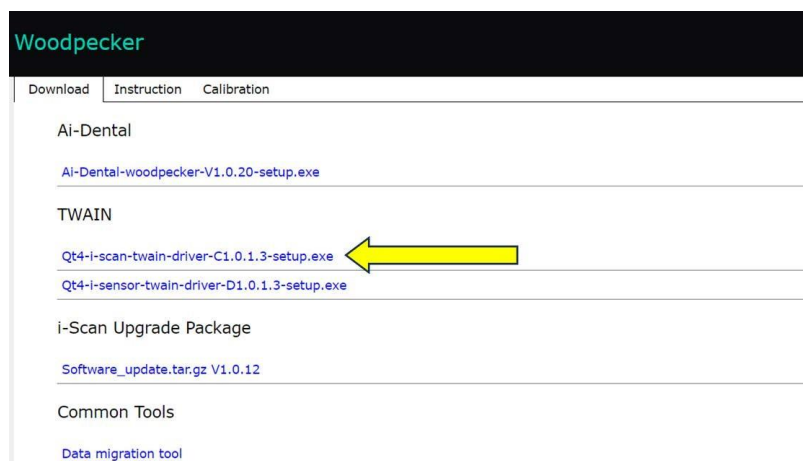 Woodpecker
Download Instruction Calibration
Ai-Dental
Ai-Dental-woodpecker-V1.0.20-setup.exe
TWAIN
Qt4-i-scan-twain-driver-C1.0.1.3-setup.exe
Qt4-i-sensor-twain-driver-D1.0.1.3-setup.exe
i-Scan Upgrade Package
Software_update.tar.gz V1.0.12
Common Tools
Data migration tool